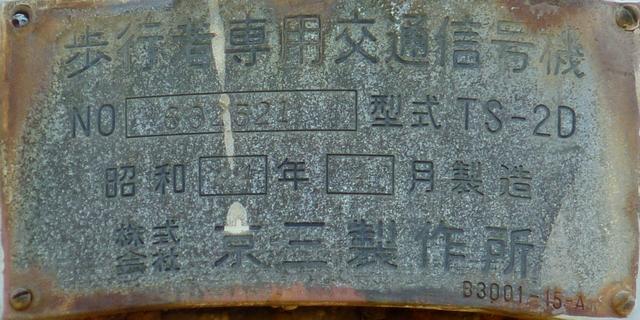 歩行者専用交通信号機
NO 型式 TS-2D
昭和 年 月製造
株式会社 京三製作所
B3001-15-A